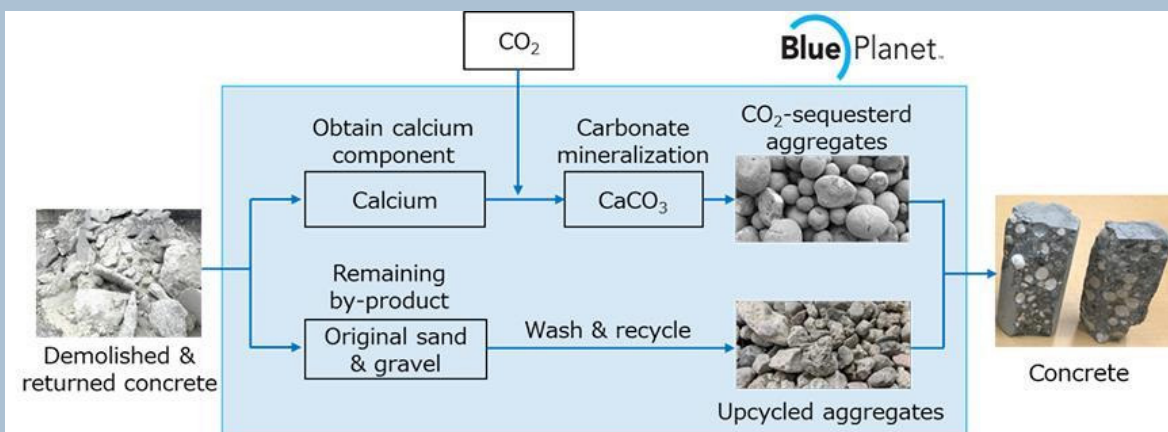 CO₂
Blue Planet™
Obtain calcium
component
Calcium
Carbonate
mineralization
CaCO₃
CO₂-sequesterd
aggregates
Demolished &
returned concrete
Remaining
by-product
Original sand
& gravel
Wash & recycle
Upcycled aggregates
Concrete